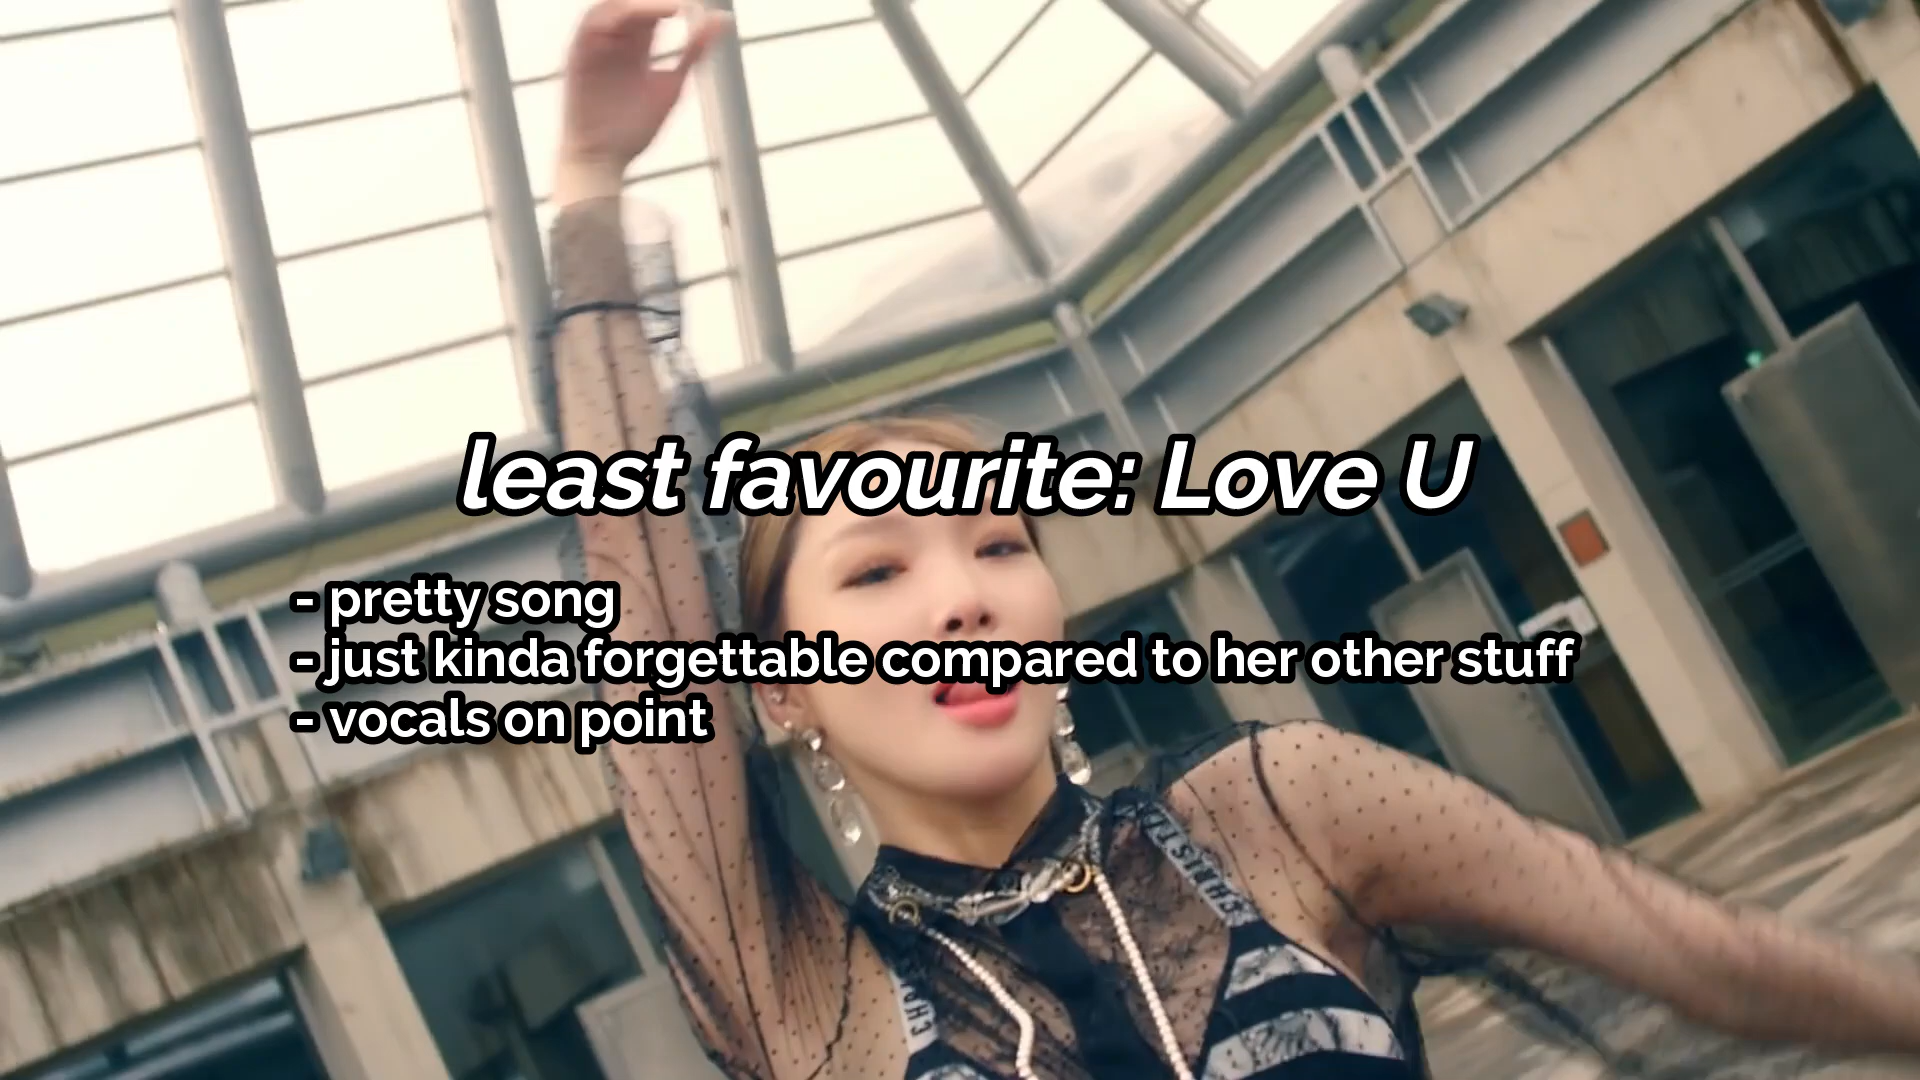 least favourite: Love U
- pretty song
- just kinda forgettable compared to her other stuff
- vocals on point